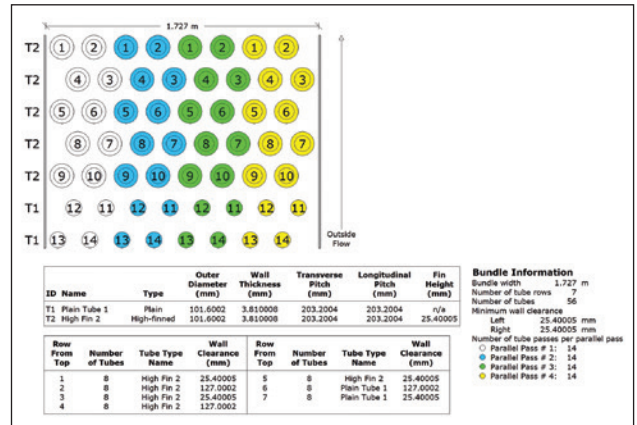 1.727 m
T2 1 2 1 2 1 2 1 2
T2 4 3 4 3 4 3 4 3
T2 5 6 5 6 5 6 5 6
T2 8 7 8 7 8 7 8 7
T2 9 10 9 10 9 10 9 10
T1 12 11 12 11 12 11 12 11
T1 13 14 13 14 13 14 13 14
Outside
Flow
Outer Wall Transverse Longitudinal Fin
Diameter Thickness Pitch Pitch Height
ID Name Type (mm) (mm) (mm) (mm) (mm)
T1 Plain Tube 1 Plain 101.6002 3.810008 203.2004 203.2004 n/a
T2 High Fin 2 High-finned 101.6002 3.810008 203.2004 203.2004 25.40005
Bundle Information
Bundle width 1.727 m
Number of tube rows 7
Number of tubes 56
Minimum wall clearance
Left 25.40005 mm
Right 25.40005 mm
Number of tube passes per parallel pass
Parallel Pass # 1: 14
Parallel Pass # 2: 14
Parallel Pass # 3: 14
Parallel Pass # 4: 14
Row Wall Row Wall
From Number Tube Type Clearance From Number Tube Type Clearance
Top of Tubes Name (mm) Top of Tubes Name (mm)
1 8 High Fin 2 25.40005 5 8 High Fin 2 25.40005
2 8 High Fin 2 127.0002 6 8 Plain Tube 1 127.0002
3 8 High Fin 2 25.40005 7 8 Plain Tube 1 25.40005
4 8 High Fin 2 127.0002